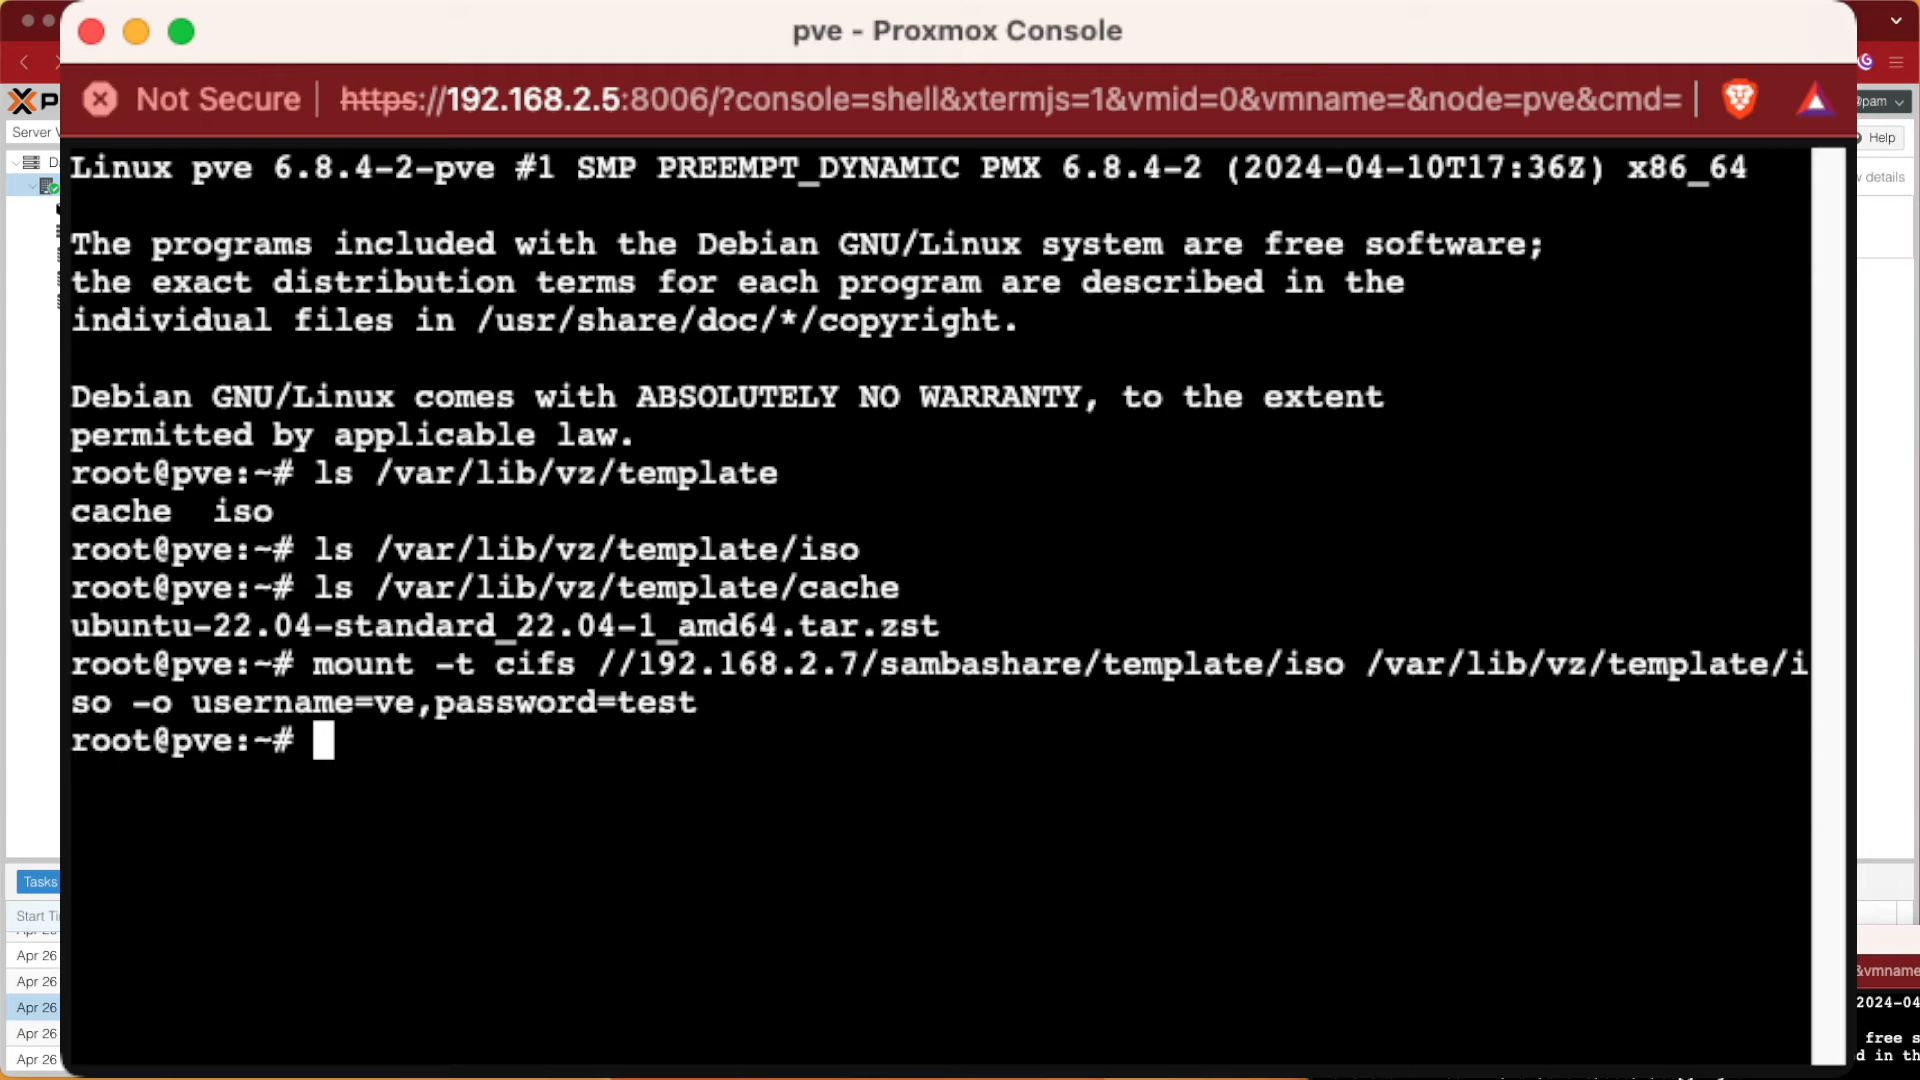 pve - Proxmox Console
Not Secure | https://192.168.2.5:8006/?console=shell&xtermjs=1&vmid=0&vmname=&node=pve&cmd=
Linux pve 6.8.4-2-pve #1 SMP PREEMPT_DYNAMIC PMX 6.8.4-2 (2024-04-10T17:36Z) x86_64
The programs included with the Debian GNU/Linux system are free software;
the exact distribution terms for each program are described in the
individual files in /usr/share/doc/*/copyright.
Debian GNU/Linux comes with ABSOLUTELY NO WARRANTY, to the extent
permitted by applicable law.
root@pve:~# ls /var/lib/vz/template
cache  iso
root@pve:~# ls /var/lib/vz/template/iso
root@pve:~# ls /var/lib/vz/template/cache
ubuntu-22.04-standard_22.04-1_amd64.tar.zst
root@pve:~# mount -t cifs //192.168.2.7/sambashare/template/iso /var/lib/vz/template/i
so -o username=ve,password=test
root@pve:~#
Server
pam
Help
details
Tasks
Start
Apr 26
Apr 26
Apr 26
Apr 26
Apr 26
&vmname
2024-04
free s
d in th